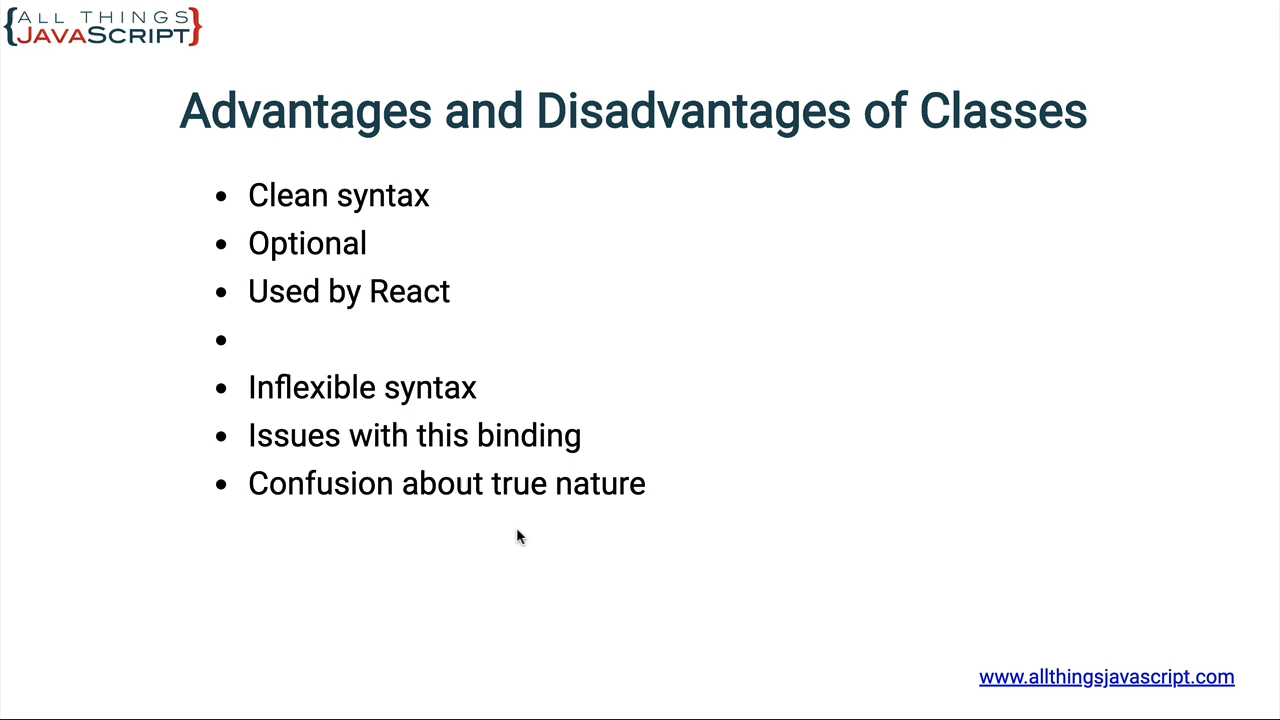 {ALL THINGS
JAVASCRIPT}
Advantages and Disadvantages of Classes
• Clean syntax
• Optional
• Used by React
•
• Inflexible syntax
• Issues with this binding
• Confusion about true nature
www.allthingsjavascript.com